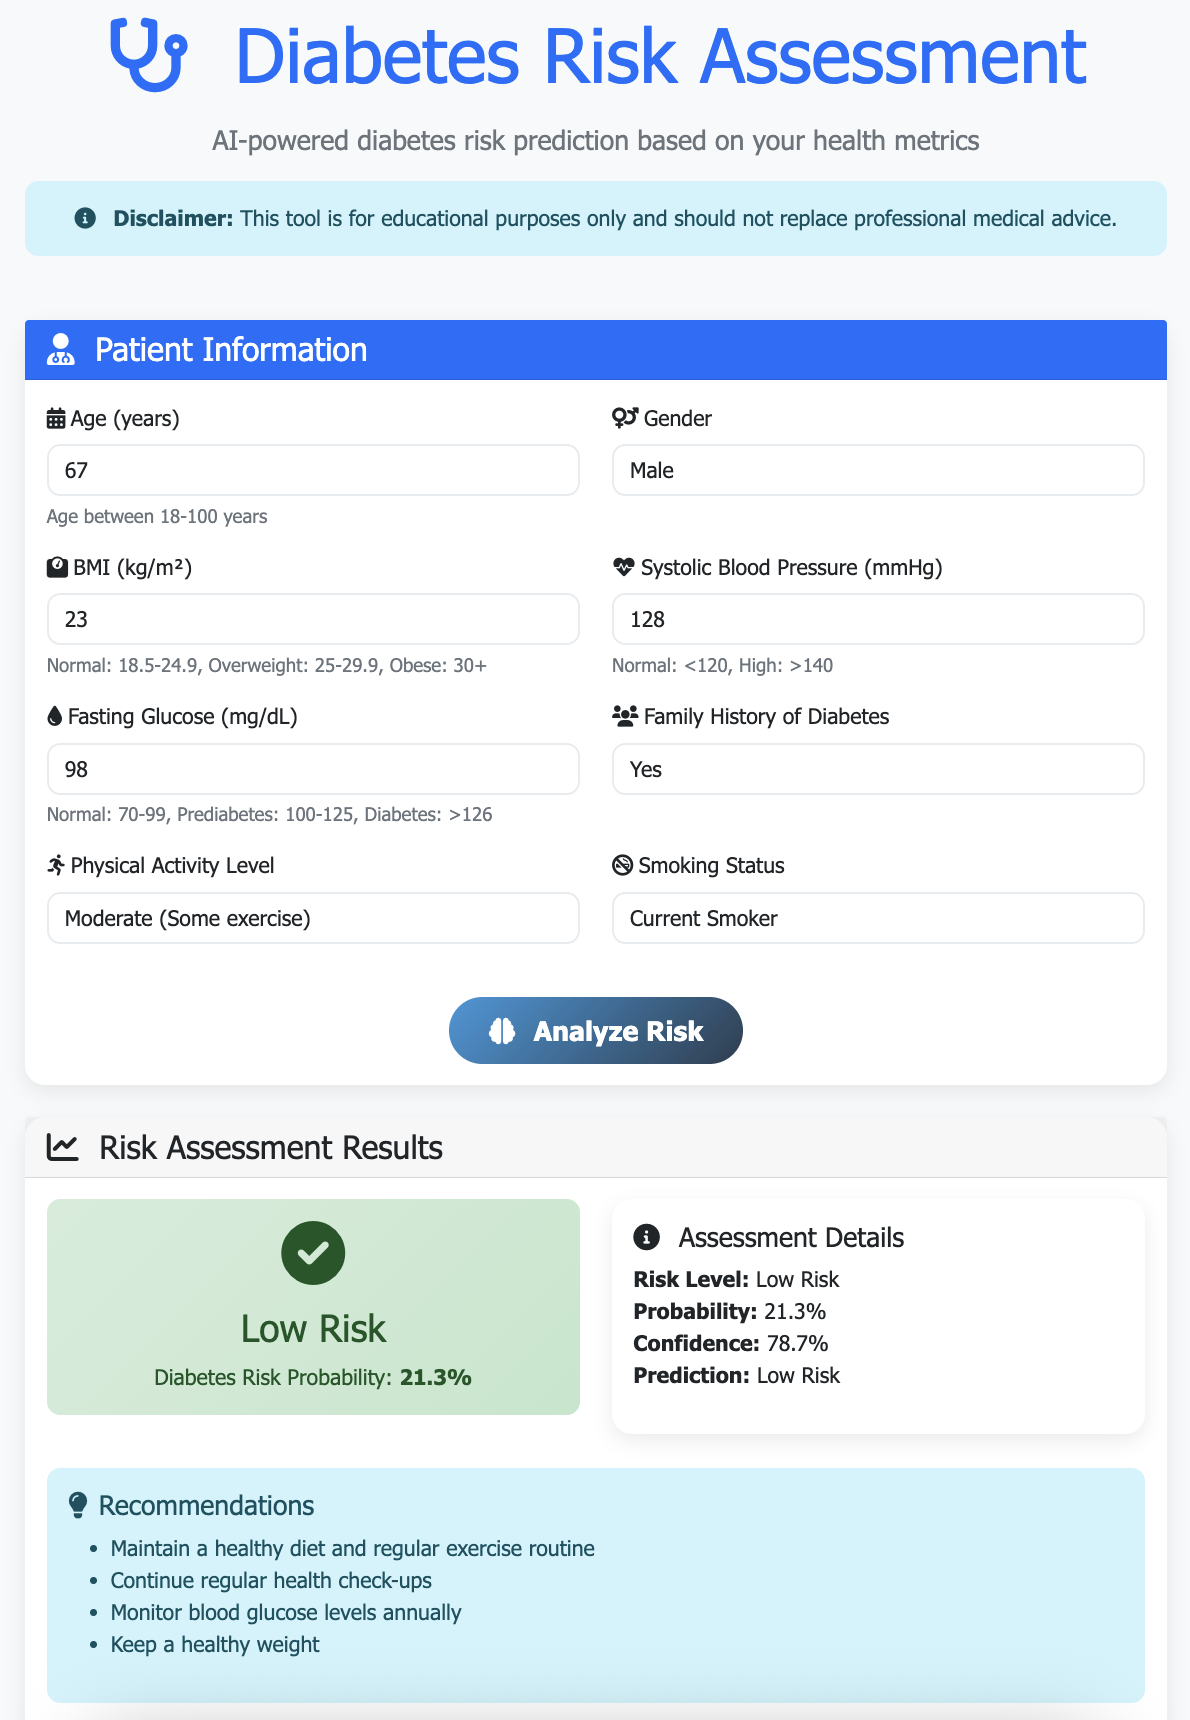 Diabetes Risk Assessment
AI-powered diabetes risk prediction based on your health metrics
Disclaimer: This tool is for educational purposes only and should not replace professional medical advice.
Patient Information
Age (years)
67
Age between 18-100 years
Gender
Male
BMI (kg/m²)
23
Normal: 18.5-24.9, Overweight: 25-29.9, Obese: 30+
Systolic Blood Pressure (mmHg)
128
Normal: <120, High: >140
Fasting Glucose (mg/dL)
98
Normal: 70-99, Prediabetes: 100-125, Diabetes: >126
Family History of Diabetes
Yes
Physical Activity Level
Moderate (Some exercise)
Smoking Status
Current Smoker
Analyze Risk
Risk Assessment Results
Low Risk
Diabetes Risk Probability: 21.3%
Assessment Details
Risk Level: Low Risk
Probability: 21.3%
Confidence: 78.7%
Prediction: Low Risk
Recommendations
• Maintain a healthy diet and regular exercise routine
• Continue regular health check-ups
• Monitor blood glucose levels annually
• Keep a healthy weight